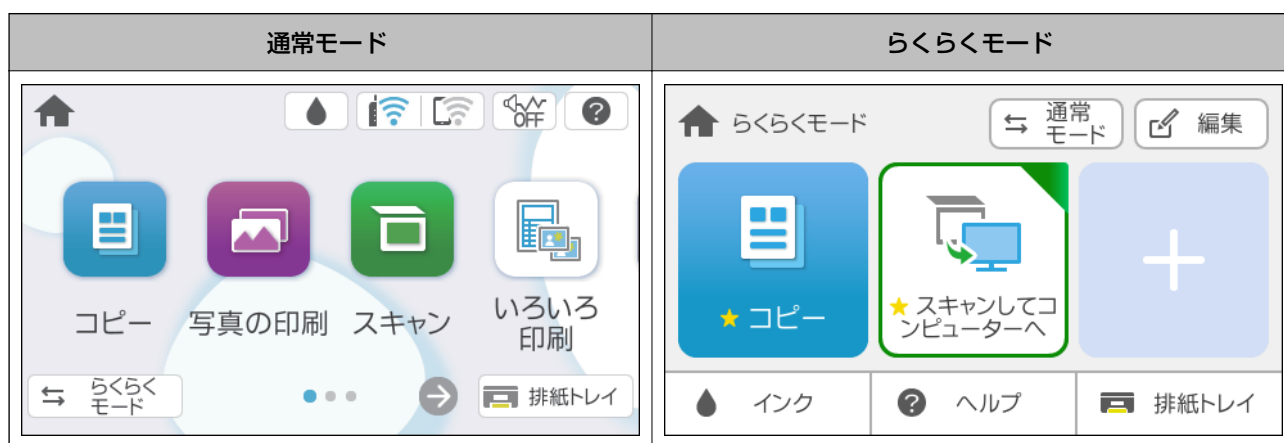 通常モード
らくらくモード
OFF
?
コピー
写真の印刷
スキャン
いろいろ
印刷
らくらく
モード
排紙トレイ
らくらくモード
通常
モード
編集
コピー
スキャンしてコ
ンピューターへ
インク
?
ヘルプ
排紙トレイ